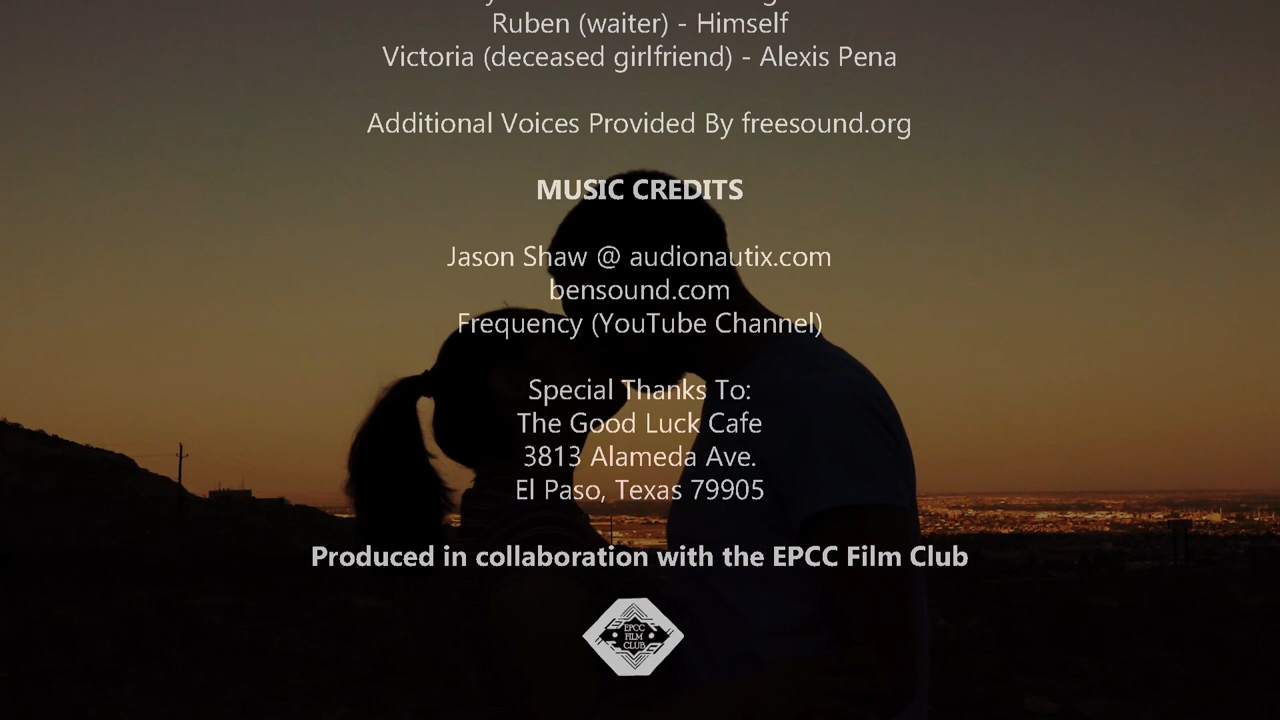 Ruben (waiter) - Himself
Victoria (deceased girlfriend) - Alexis Pena
Additional Voices Provided By freesound.org
MUSIC CREDITS
Jason Shaw @ audionautix.com
bensound.com
Frequency (YouTube Channel)
Special Thanks To:
The Good Luck Cafe
3813 Alameda Ave.
El Paso, Texas 79905
Produced in collaboration with the EPCC Film Club
EPCC
FILM
CLUB